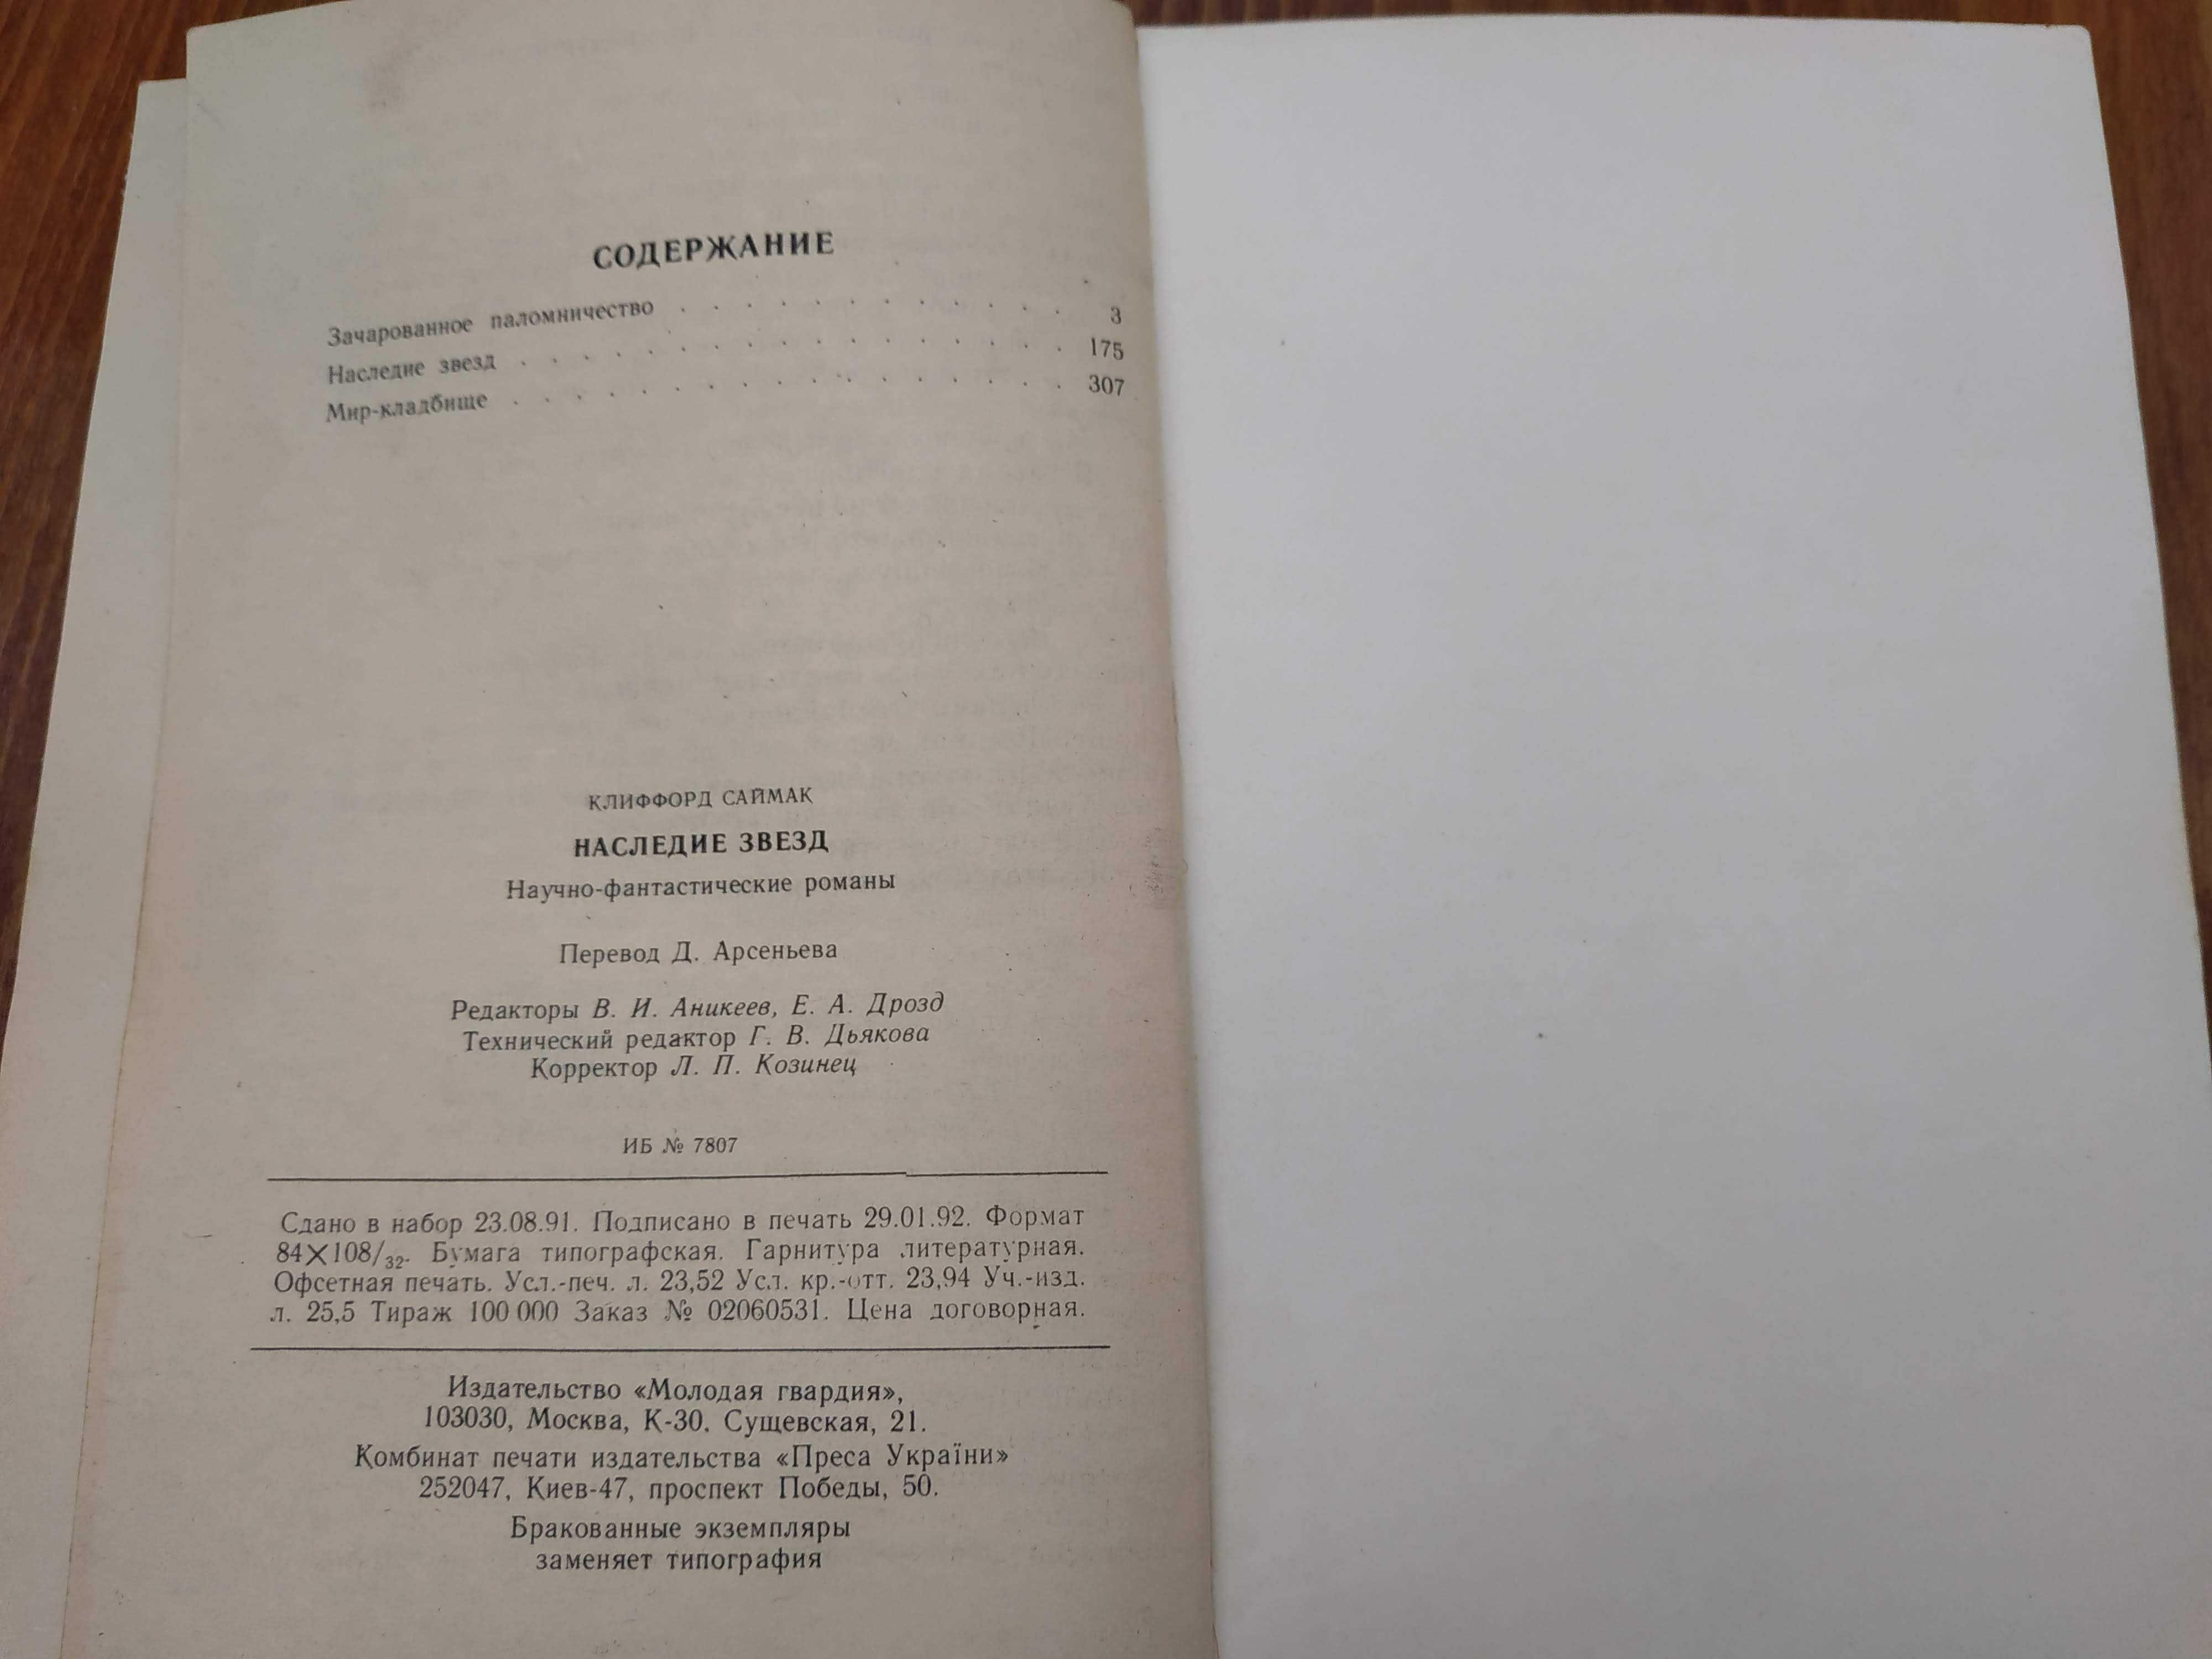 СОДЕРЖАНИЕ
Зачарованное паломничество . . . . . . . . . . . . 3
Наследие звезд . . . . . . . . . . . . . . . . . 175
Мир-кладбище . . . . . . . . . . . . . . . . . 307
КЛИФФОРД САЙМАК
НАСЛЕДИЕ ЗВЕЗД
Научно-фантастические романы
Перевод Д. Арсеньева
Редакторы В. И. Аникеев, Е. А. Дрозд
Технический редактор Г. В. Дьякова
Корректор Л. П. Козинец
ИБ № 7807
Сдано в набор 23.08.91. Подписано в печать 29.01.92. Формат
84×108/32. Бумага типографская. Гарнитура литературная.
Офсетная печать. Усл.-печ. л. 23,52 Усл. кр.-отт. 23,94 Уч.-изд.
л. 25,5 Тираж 100 000 Заказ № 02060531. Цена договорная.
Издательство «Молодая гвардия»,
103030, Москва, К-30. Сущевская, 21.
Комбинат печати издательства «Преса України»
252047, Киев-47, проспект Победы, 50.
Бракованные экземпляры
заменяет типография